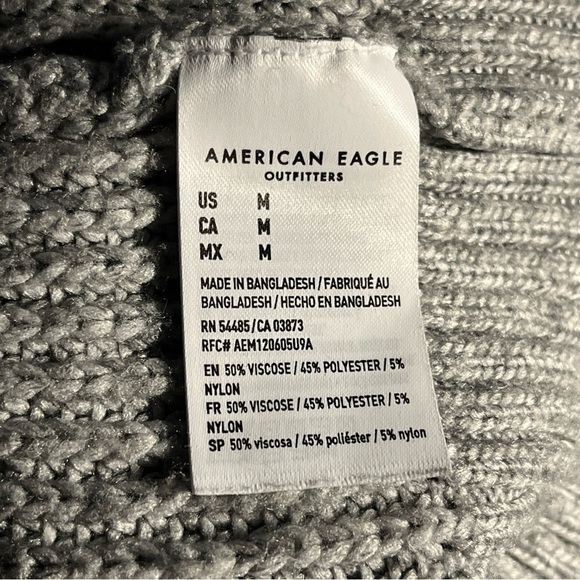 AMERICAN EAGLE
OUTFITTERS
US M
CA M
MX M
MADE IN BANGLADESH / FABRIQUÉ AU
BANGLADESH / HECHO EN BANGLADESH
RN 54485 / CA 03873
RFC# AEM120605U9A
EN 50% VISCOSE / 45% POLYESTER / 5%
NYLON
FR 50% VISCOSE / 45% POLYESTER / 5%
NYLON
SP 50% viscosa / 45% poliéster / 5% nylon